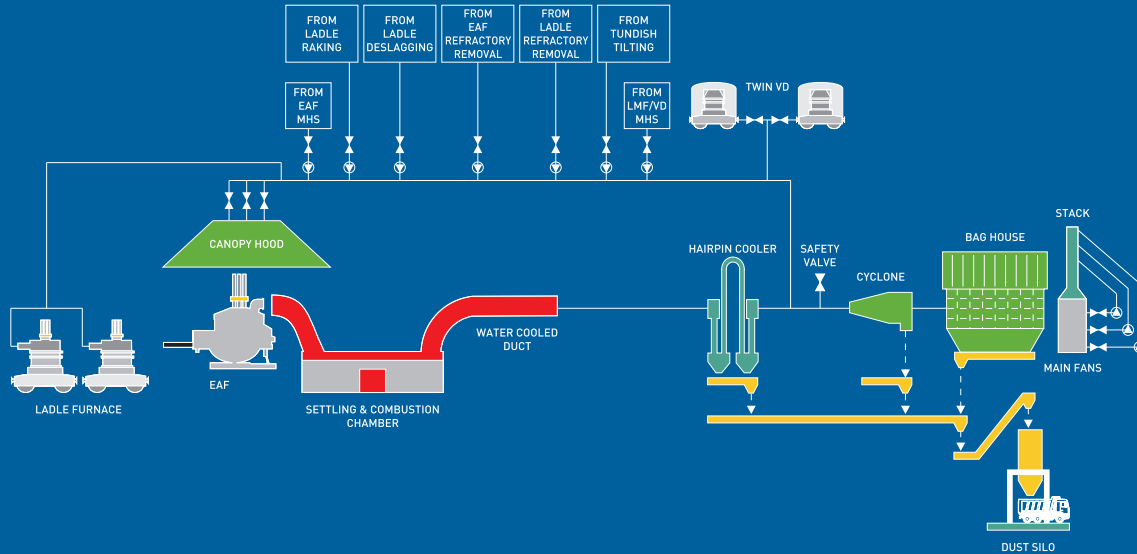 FROM
LADLE
RAKING
FROM
LADLE
DESLAGGING
FROM
EAF
REFRACTORY
REMOVAL
FROM
LADLE
REFRACTORY
REMOVAL
FROM
TUNDISH
TILTING
FROM
EAF
MHS
FROM
LMF/VD
MHS
TWIN VD
CANOPY HOOD
HAIRPIN COOLER
SAFETY
VALVE
CYCLONE
BAG HOUSE
STACK
WATER COOLED
DUCT
MAIN FANS
EAF
LADLE FURNACE
SETTLING & COMBUSTION
CHAMBER
DUST SILO